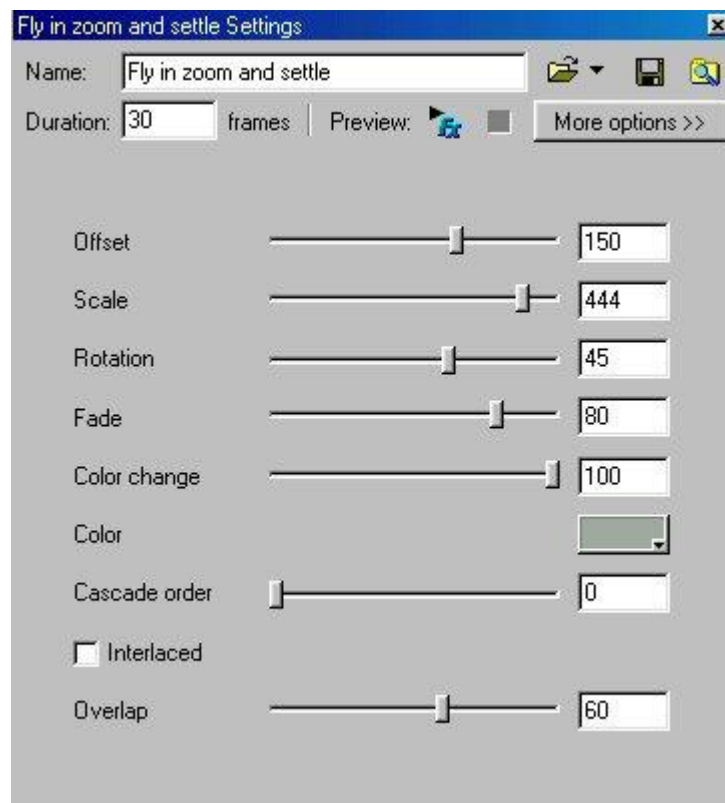 Fly in zoom and settle Settings
Name: Fly in zoom and settle
Duration: 30 frames Preview: Fx More options >>
Offset 150
Scale 444
Rotation 45
Fade 80
Color change 100
Color
Cascade order 0
Interlaced
Overlap 60